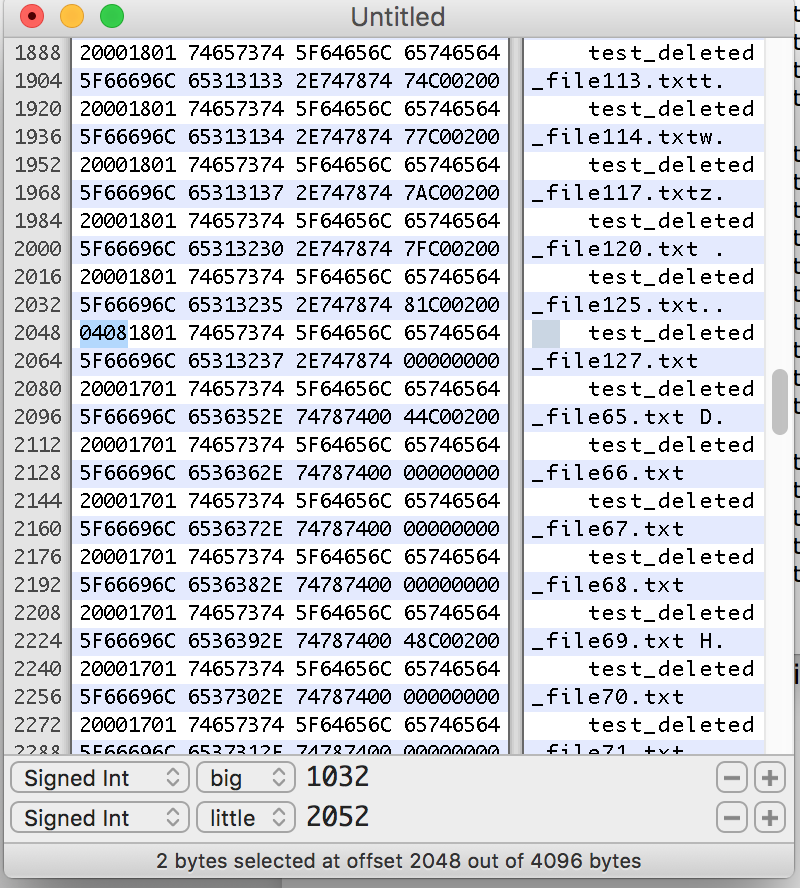 Untitled
1888 20001801 74657374 5F64656C 65746564 test_deleted
1904 5F66696C 65313133 2E747874 74C00200 _file113.txtt.
1920 20001801 74657374 5F64656C 65746564 test_deleted
1936 5F66696C 65313134 2E747874 77C00200 _file114.txtw.
1952 20001801 74657374 5F64656C 65746564 test_deleted
1968 5F66696C 65313137 2E747874 7AC00200 _file117.txtz.
1984 20001801 74657374 5F64656C 65746564 test_deleted
2000 5F66696C 65313230 2E747874 7FC00200 _file120.txt .
2016 20001801 74657374 5F64656C 65746564 test_deleted
2032 5F66696C 65313235 2E747874 81C00200 _file125.txt..
2048 04081801 74657374 5F64656C 65746564 test_deleted
2064 5F66696C 65313237 2E747874 00000000 _file127.txt
2080 20001701 74657374 5F64656C 65746564 test_deleted
2096 5F66696C 6536352E 74787400 44C00200 _file65.txt D.
2112 20001701 74657374 5F64656C 65746564 test_deleted
2128 5F66696C 6536362E 74787400 00000000 _file66.txt
2144 20001701 74657374 5F64656C 65746564 test_deleted
2160 5F66696C 6536372E 74787400 00000000 _file67.txt
2176 20001701 74657374 5F64656C 65746564 test_deleted
2192 5F66696C 6536382E 74787400 00000000 _file68.txt
2208 20001701 74657374 5F64656C 65746564 test_deleted
2224 5F66696C 6536392E 74787400 48C00200 _file69.txt H.
2240 20001701 74657374 5F64656C 65746564 test_deleted
2256 5F66696C 6537302E 74787400 00000000 _file70.txt
2272 20001701 74657374 5F64656C 65746564 test_deleted
2288 5F66696C 6537312E 74787400 00000000 _file71.txt
Signed Int big 1032
Signed Int little 2052
2 bytes selected at offset 2048 out of 4096 bytes